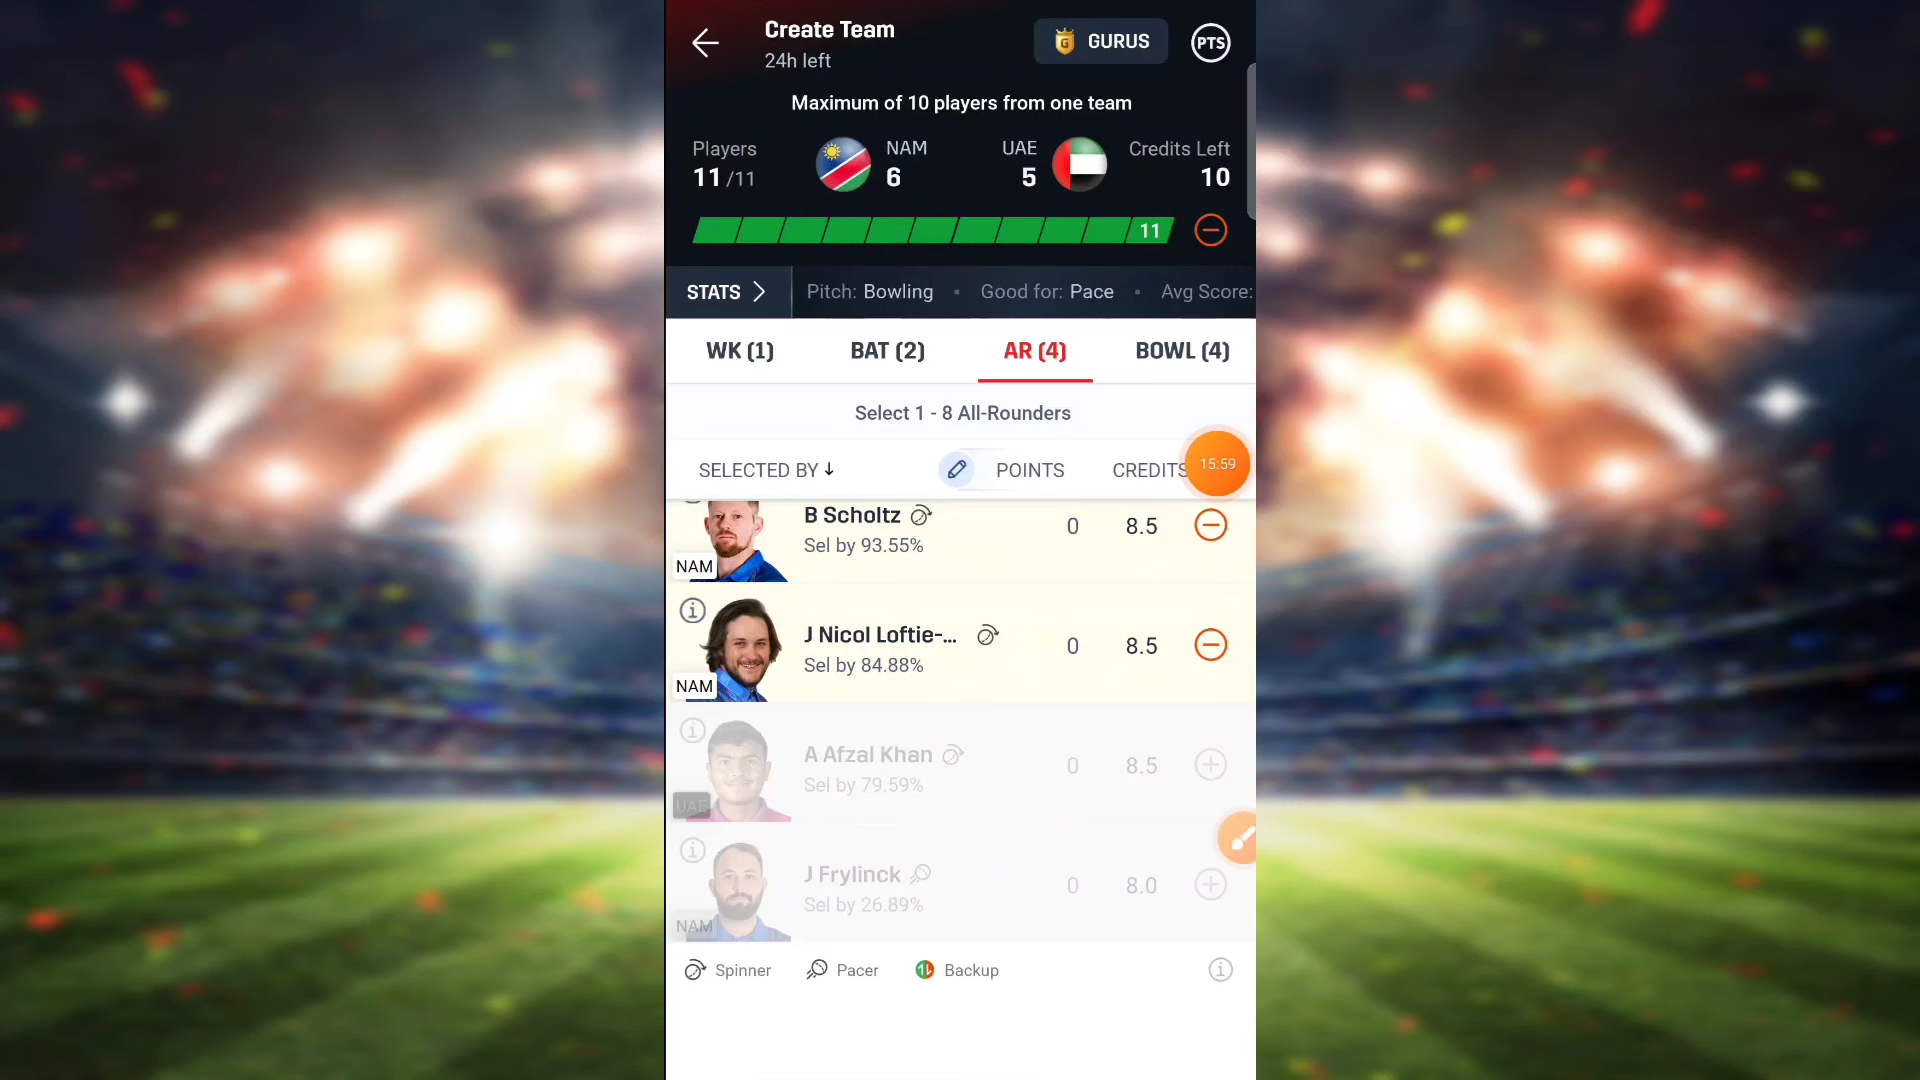 Create Team
24h left
GURUS
PTS
Maximum of 10 players from one team
Players
11 /11
NAM
6
UAE
5
Credits Left
10
11
STATS
Pitch: Bowling • Good for: Pace • Avg Score:
WK (1) BAT (2) AR (4) BOWL (4)
Select 1 - 8 All-Rounders
SELECTED BY ↓ POINTS CREDITS
15:59
B Scholtz
Sel by 93.55%
NAM
0 8.5
J Nicol Loftie-...
Sel by 84.88%
NAM
0 8.5
A Afzal Khan
Sel by 79.59%
UAE
0 8.5
J Frylinck
Sel by 26.89%
NAM
0 8.0
Spinner Pacer Backup